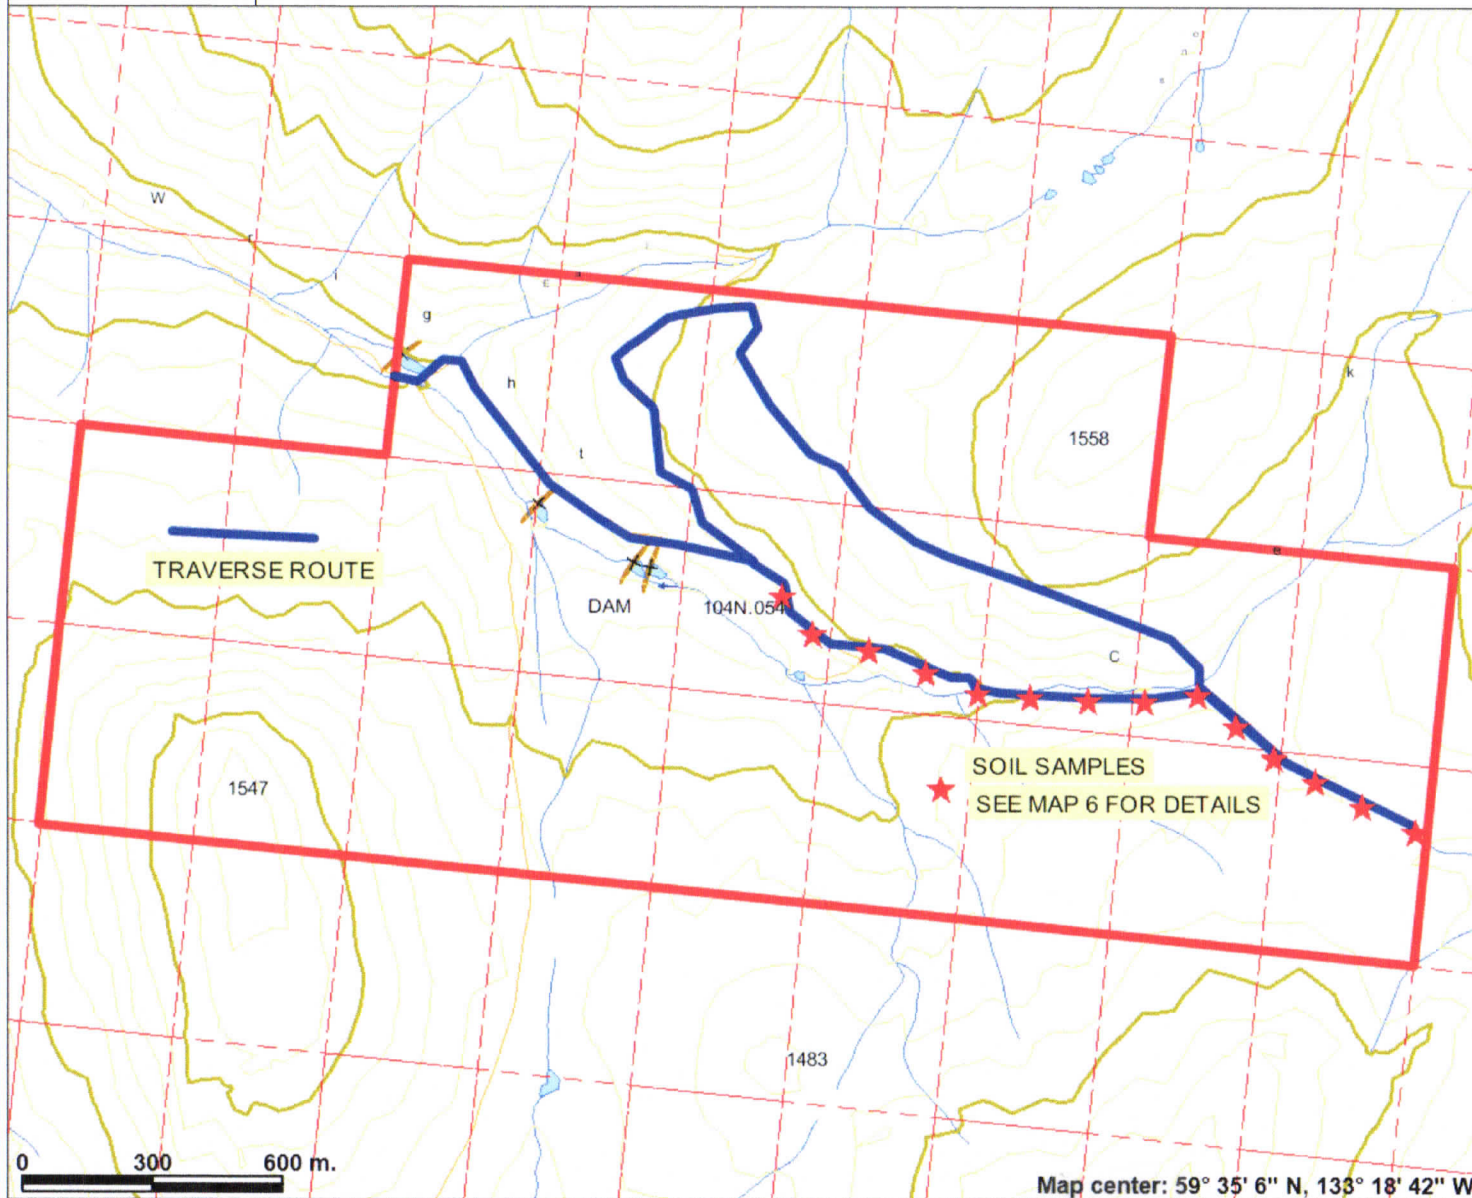 W
r
i
g
h
t
C
r
e
e
k
E
a
1558
TRAVERSE ROUTE
DAM
104N.054
C
1547
SOIL SAMPLES
SEE MAP 6 FOR DETAILS
1483
0 300 600 m.
Map center: 59° 35' 6" N, 133° 18' 42" W